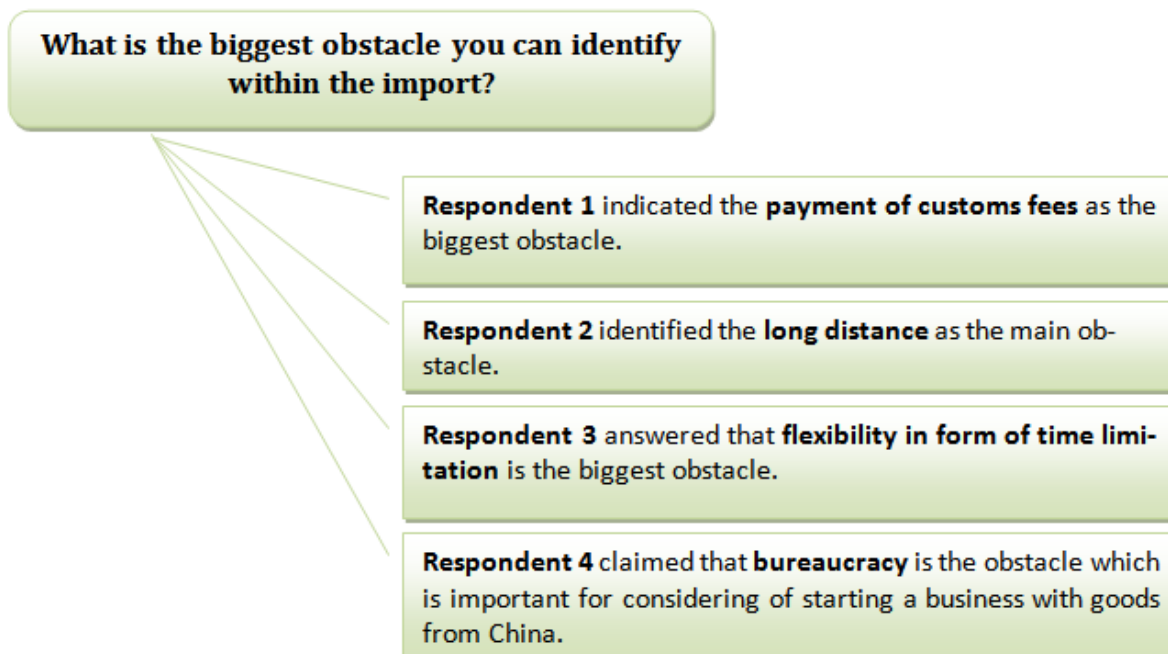 What is the biggest obstacle you can identify
within the import?
Respondent 1 indicated the payment of customs fees as the
biggest obstacle.
Respondent 2 identified the long distance as the main ob-
stacle.
Respondent 3 answered that flexibility in form of time limi-
tation is the biggest obstacle.
Respondent 4 claimed that bureaucracy is the obstacle which
is important for considering of starting a business with goods
from China.